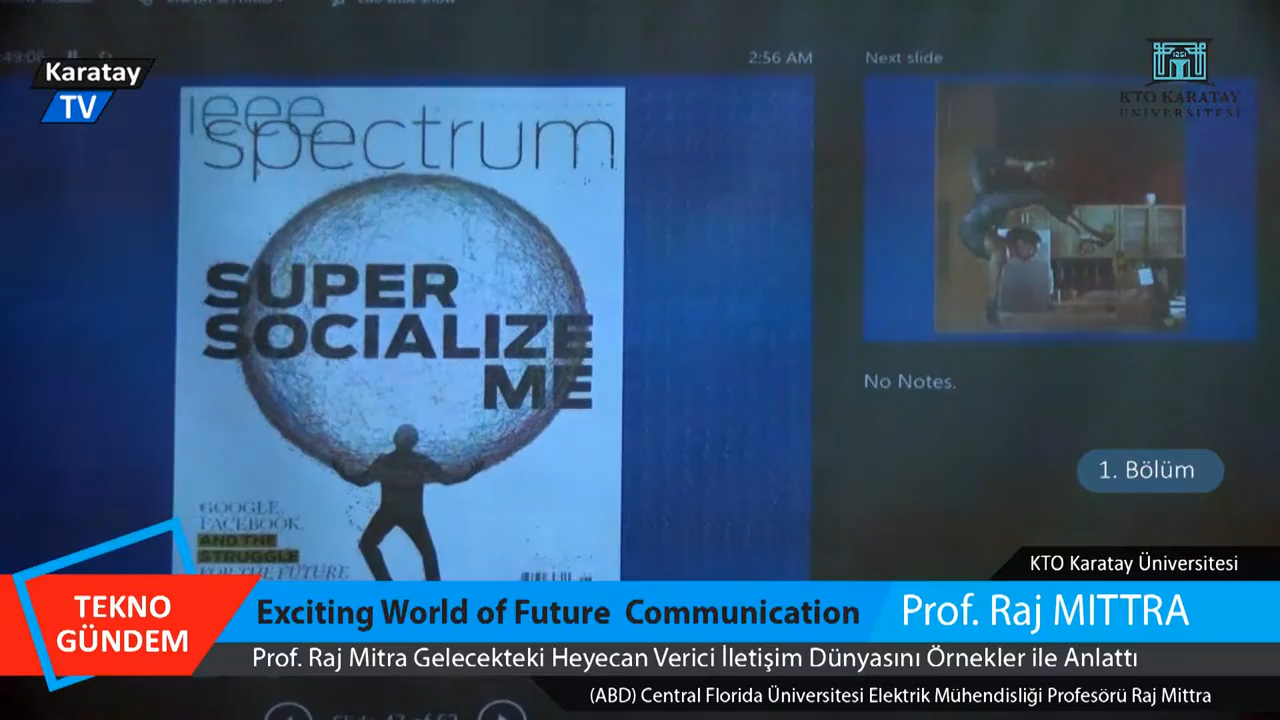 :49:06
2:56 AM
Next slide
Karatay
TV
KTO KARATAY
ÜNİVERSİTESİ
ieee
spectrum
SUPER
SOCIALIZE
ME
GOOGLE,
FACEBOOK,
AND THE
STRUGGLE
FOR THE FUTURE
No Notes.
1. Bölüm
KTO Karatay Üniversitesi
TEKNO
GÜNDEM
Exciting World of Future Communication
Prof. Raj MITTRA
Prof. Raj Mitra Gelecekteki Heyecan Verici İletişim Dünyasını Örnekler ile Anlattı
(ABD) Central Florida Üniversitesi Elektrik Mühendisliği Profesörü Raj Mittra